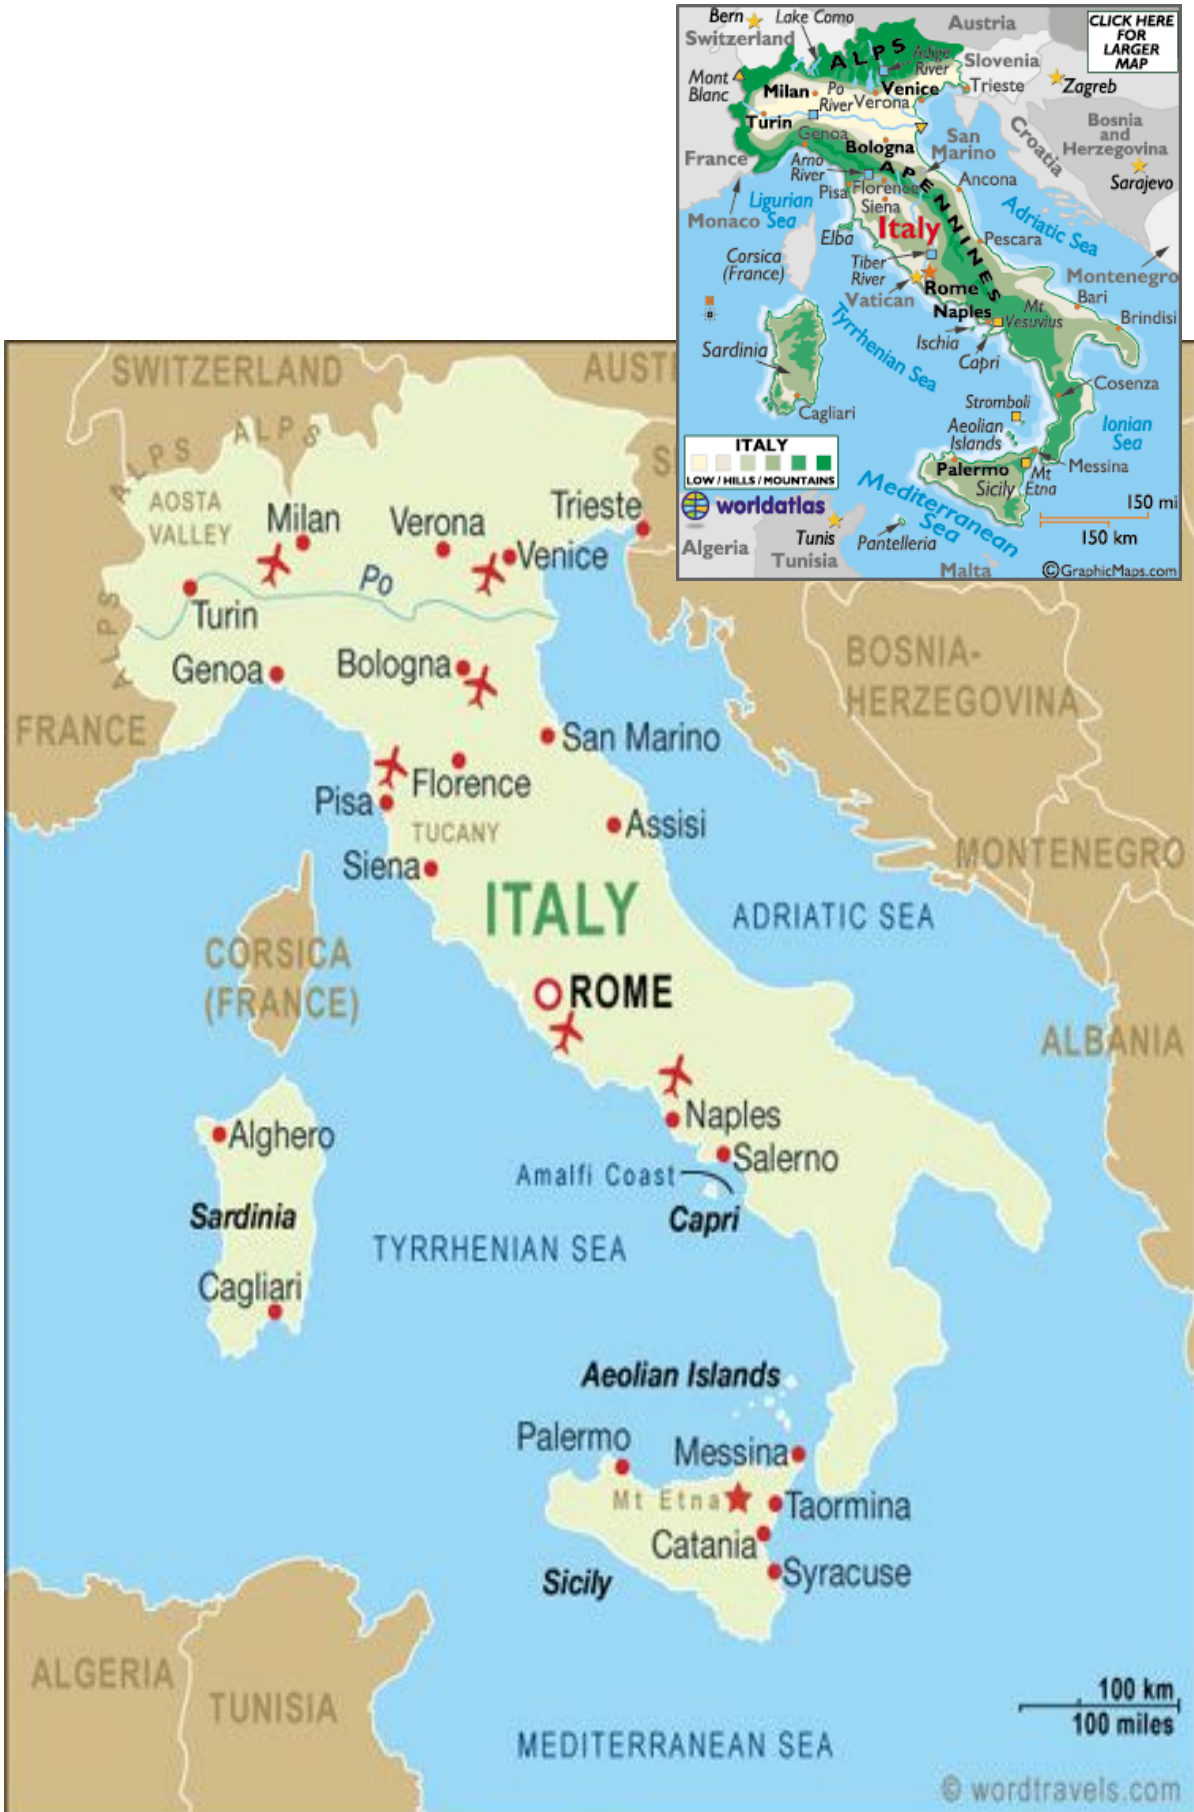 Bern
Lake Como
Austria
CLICK HERE
FOR
LARGER
MAP
Switzerland
ALPS
Adige
River
Slovenia
Mont
Blanc
Milan
Po
River
Verona
Venice
Trieste
Zagreb
Turin
Genoa
Bologna
San
Marino
Croatia
Bosnia
and
Herzegovina
Sarajevo
France
Arno
River
APENNINES
Pisa
Florence
Siena
Ancona
Monaco
Ligurian
Sea
Adriatic Sea
Elba
Italy
Pescara
Corsica
(France)
Tiber
River
Montenegro
Vatican
Rome
Bari
Naples
Mt
Vesuvius
Brindisi
Tyrrhenian Sea
Ischia
Capri
Sardinia
Cosenza
Cagliari
Stromboli
Aeolian
Islands
Ionian
Sea
ITALY
LOW / HILLS / MOUNTAINS
Palermo
Sicily
Mt
Etna
Messina
worldatlas
Mediterranean
Sea
150 mi
150 km
Algeria
Tunis
Tunisia
Pantelleria
Malta
©GraphicMaps.com
SWITZERLAND
AUST
ALPS
ALPS
S
AOSTA
VALLEY
Milan
Verona
Trieste
Venice
Po
Turin
ALPS
Genoa
Bologna
BOSNIA-
HERZEGOVINA
FRANCE
San Marino
Florence
Pisa
TUCANY
Assisi
Siena
MONTENEGRO
ITALY
ADRIATIC SEA
CORSICA
(FRANCE)
ROME
ALBANIA
Naples
Alghero
Salerno
Amalfi Coast
Sardinia
Capri
TYRRHENIAN SEA
Cagliari
Aeolian Islands
Palermo
Messina
Mt Etna
Taormina
Catania
Sicily
Syracuse
ALGERIA
TUNISIA
100 km
100 miles
MEDITERRANEAN SEA
© wordtravels.com